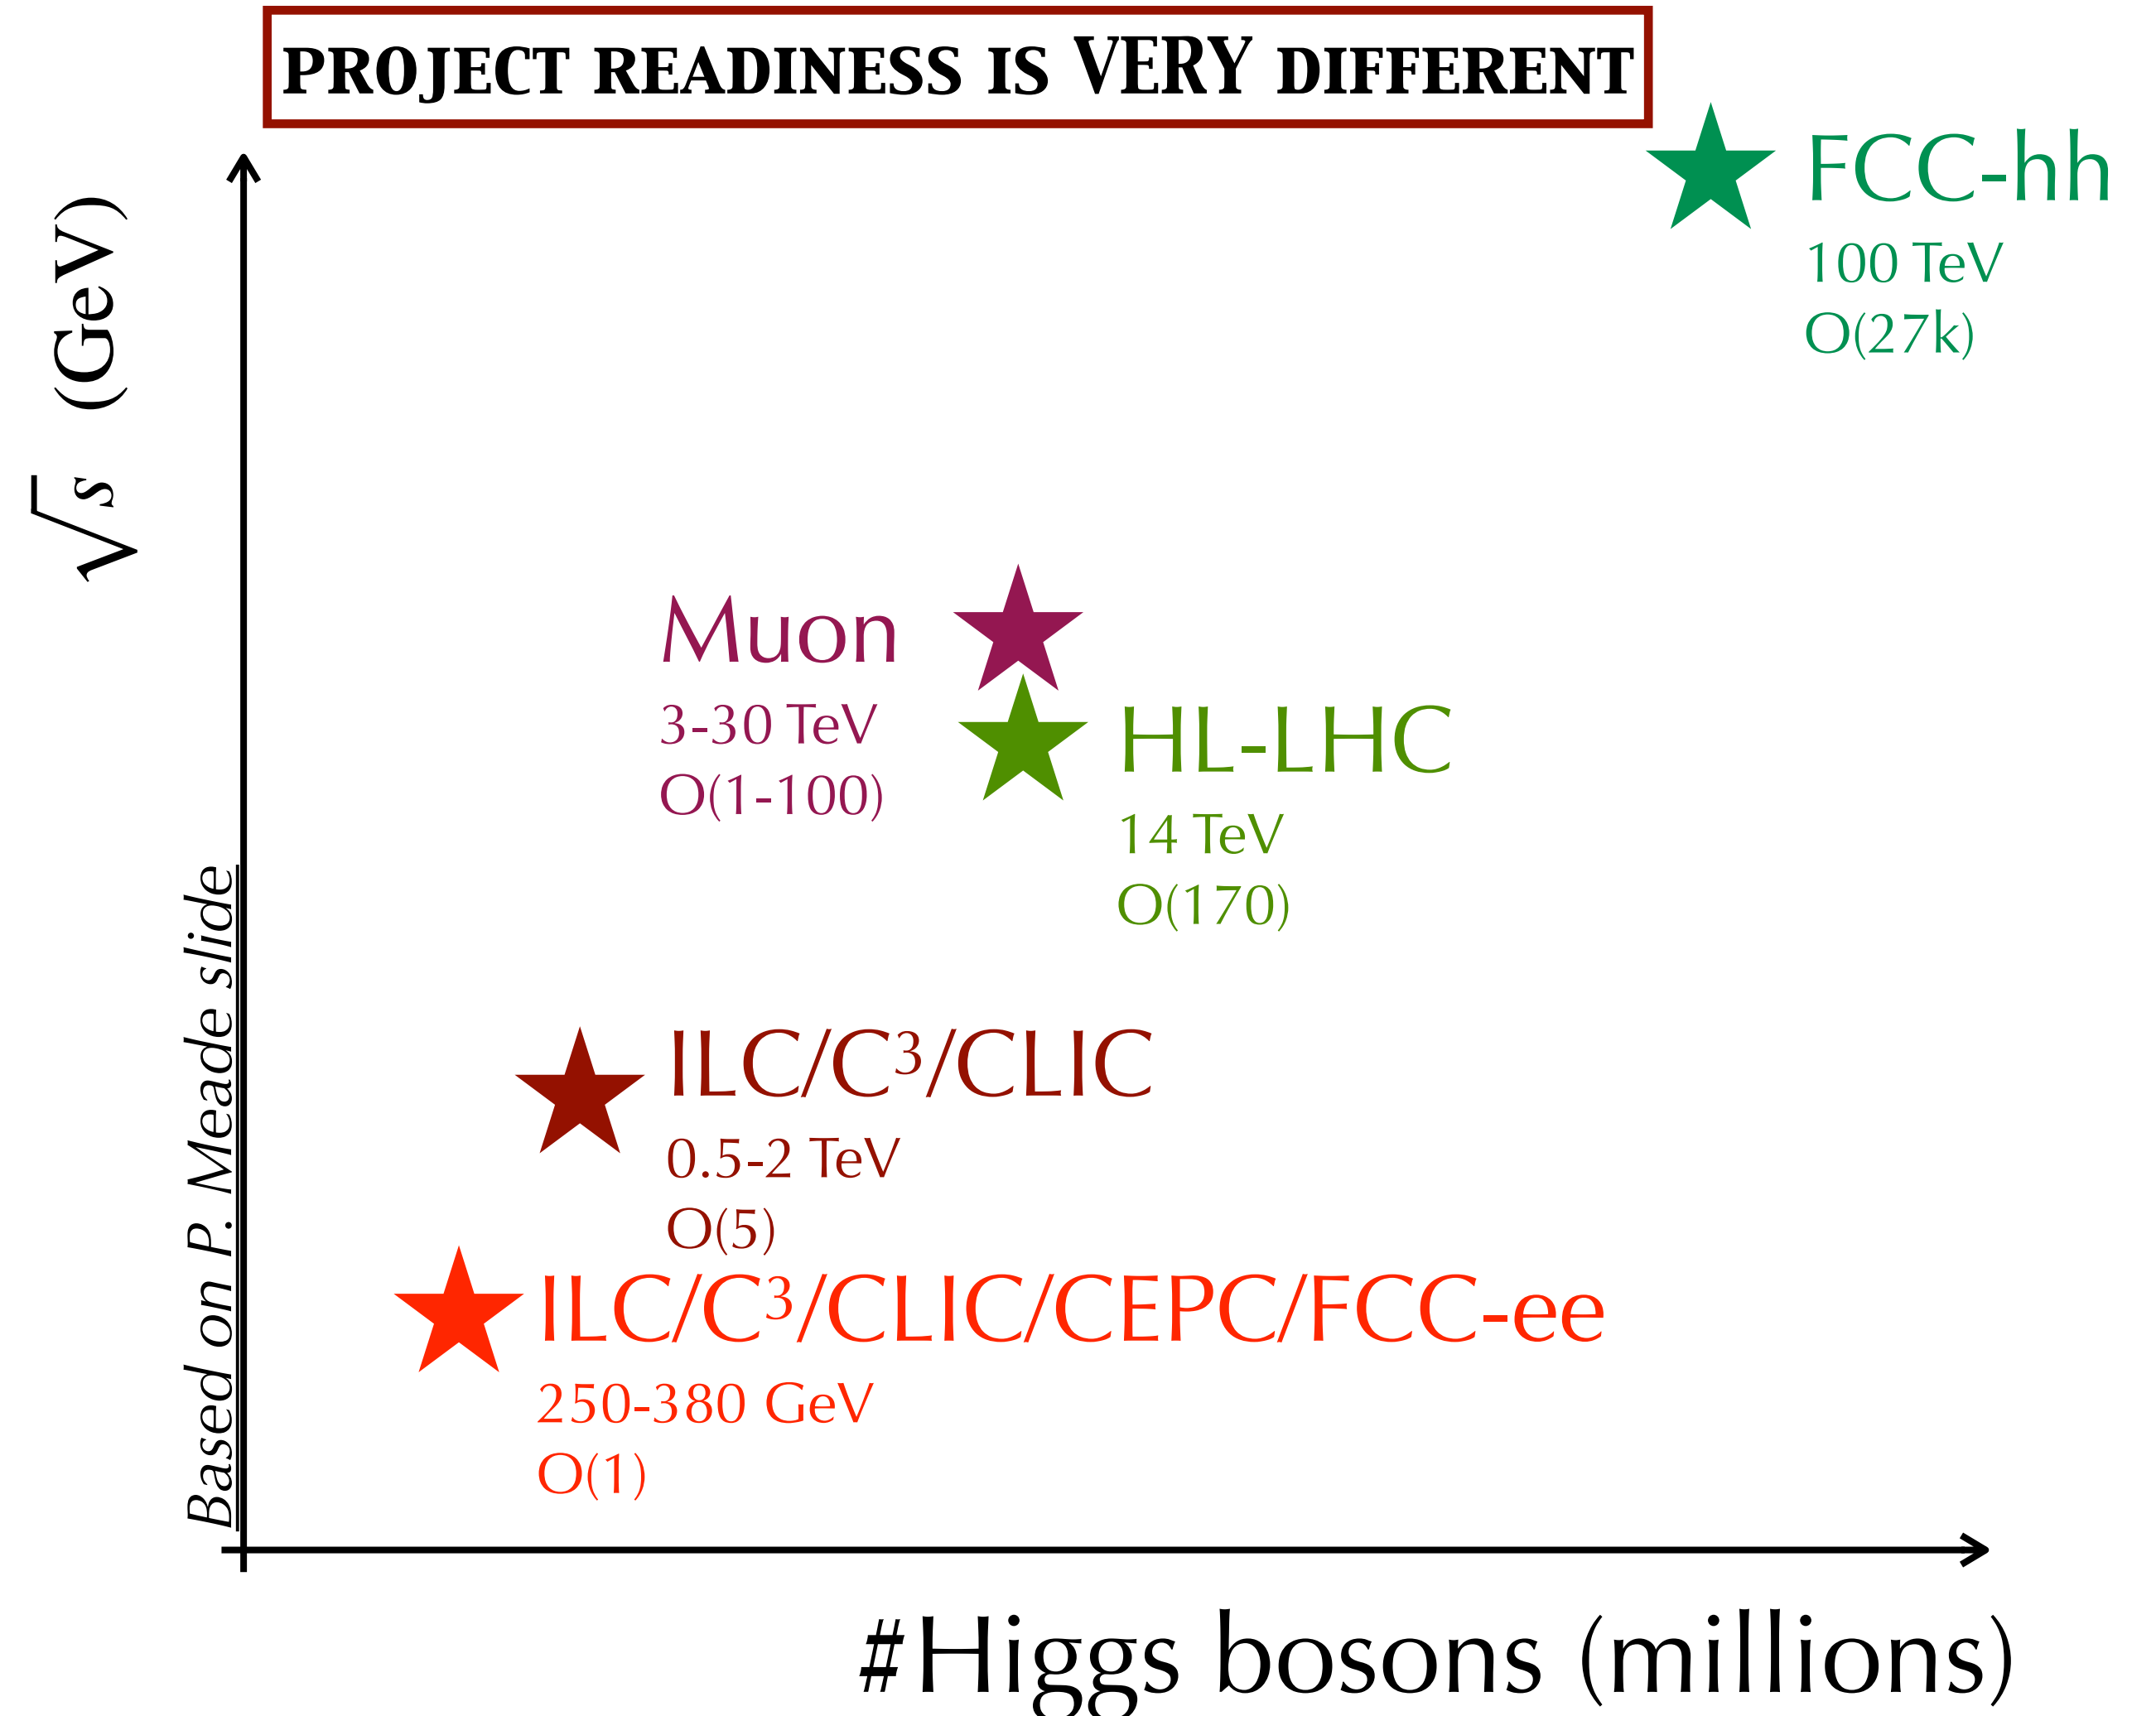 PROJECT READINESS IS VERY DIFFERENT
√s (GeV)
FCC-hh
100 TeV
O(27k)
Muon
3-30 TeV
O(1-100)
HL-LHC
14 TeV
O(170)
Based on P. Meade slide
ILC/C³/CLIC
0.5-2 TeV
O(5)
ILC/C³/CLIC/CEPC/FCC-ee
250-380 GeV
O(1)
#Higgs bosons (millions)